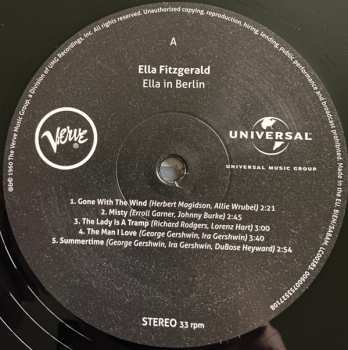 A
Ella Fitzgerald
Ella in Berlin
Verve
UNIVERSAL
UNIVERSAL MUSIC GROUP
1. Gone With The Wind (Herbert Magidson, Allie Wrubel) 2:21
2. Misty (Erroll Garner, Johnny Burke) 2:45
3. The Lady Is A Tramp (Richard Rodgers, Lorenz Hart) 3:00
4. The Man I Love (George Gershwin, Ira Gershwin) 3:40
5. Summertime (George Gershwin, Ira Gershwin, DuBose Heyward) 2:54
STEREO 33 rpm
℗© 1960 The Verve Music Group, a Division of UMG Recordings, Inc. All rights reserved. Unauthorized copying, reproduction, hiring, lending, public performance and broadcasting prohibited. Made in the EU. BIEM/SABAM.